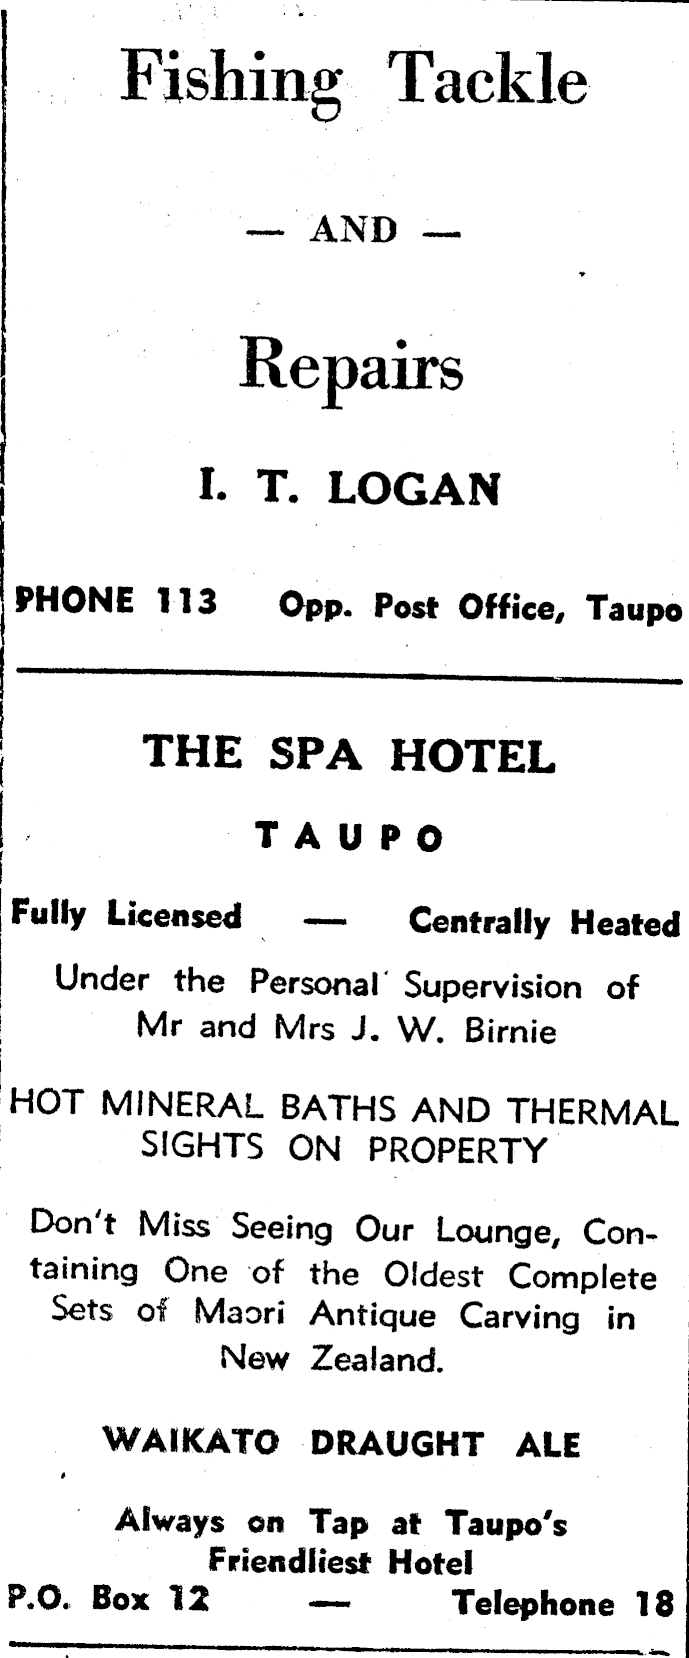 Fishing Tackle
— AND —
Repairs
I. T. LOGAN
PHONE 113 Opp. Post Office, Taupo
THE SPA HOTEL
TAUPO
Fully Licensed — Centrally Heated
Under the Personal Supervision of
Mr and Mrs J. W. Birnie
HOT MINERAL BATHS AND THERMAL
SIGHTS ON PROPERTY
Don't Miss Seeing Our Lounge, Con-
taining One of the Oldest Complete
Sets of Maori Antique Carving in
New Zealand.
WAIKATO DRAUGHT ALE
Always on Tap at Taupo's
Friendliest Hotel
P.O. Box 12 — Telephone 18